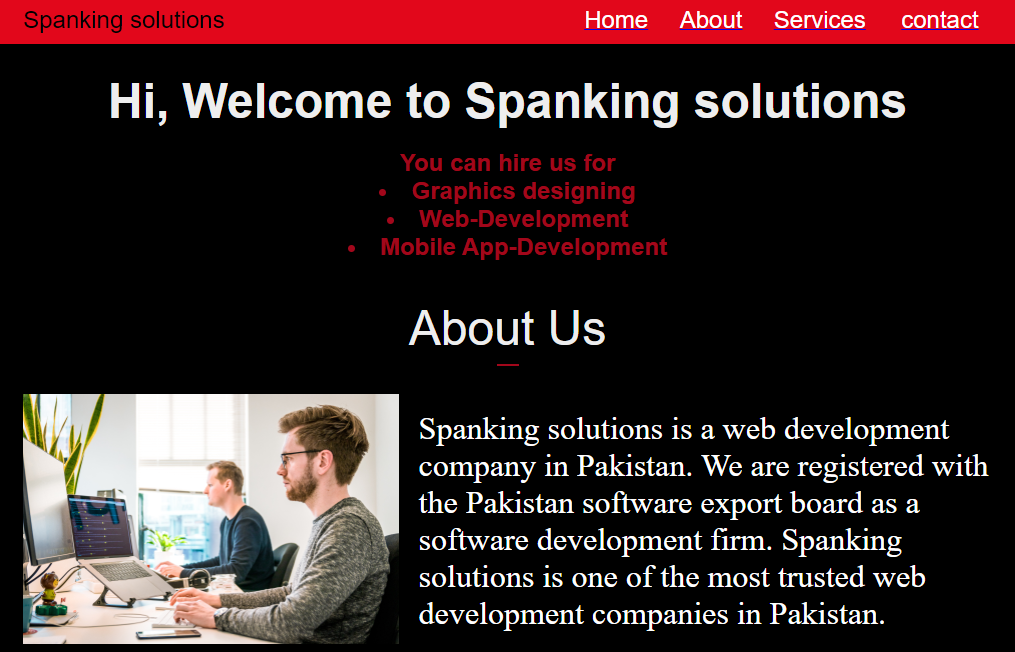 Spanking solutions
Home About Services contact
Hi, Welcome to Spanking solutions
You can hire us for
• Graphics designing
• Web-Development
• Mobile App-Development
About Us
Spanking solutions is a web development
company in Pakistan. We are registered with
the Pakistan software export board as a
software development firm. Spanking
solutions is one of the most trusted web
development companies in Pakistan.